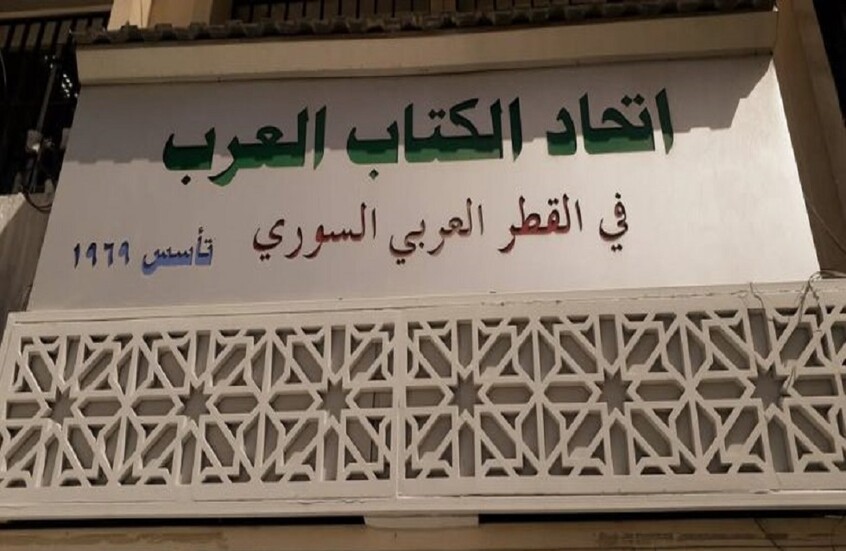 اتحاد الكتاب العرب
في القطر العربي السوري
تأسس ١٩٦٩